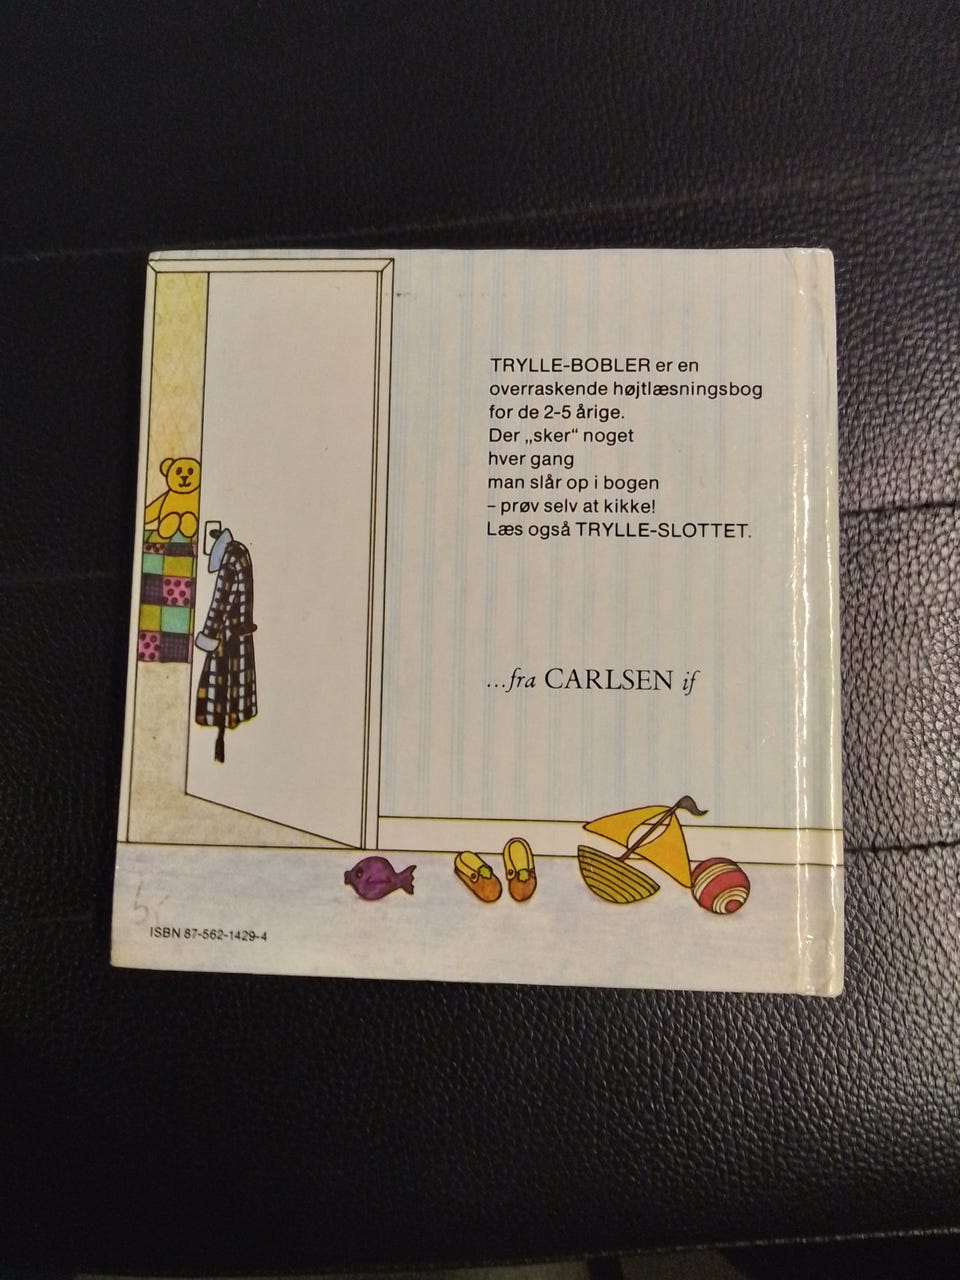 TRYLLE-BOBLER er en
overraskende højtlæsningsbog
for de 2-5 årige.
Der „sker“ noget
hver gang
man slår op i bogen
– prøv selv at kikke!
Læs også TRYLLE-SLOTTET.
...fra CARLSEN if
ISBN 87-562-1429-4